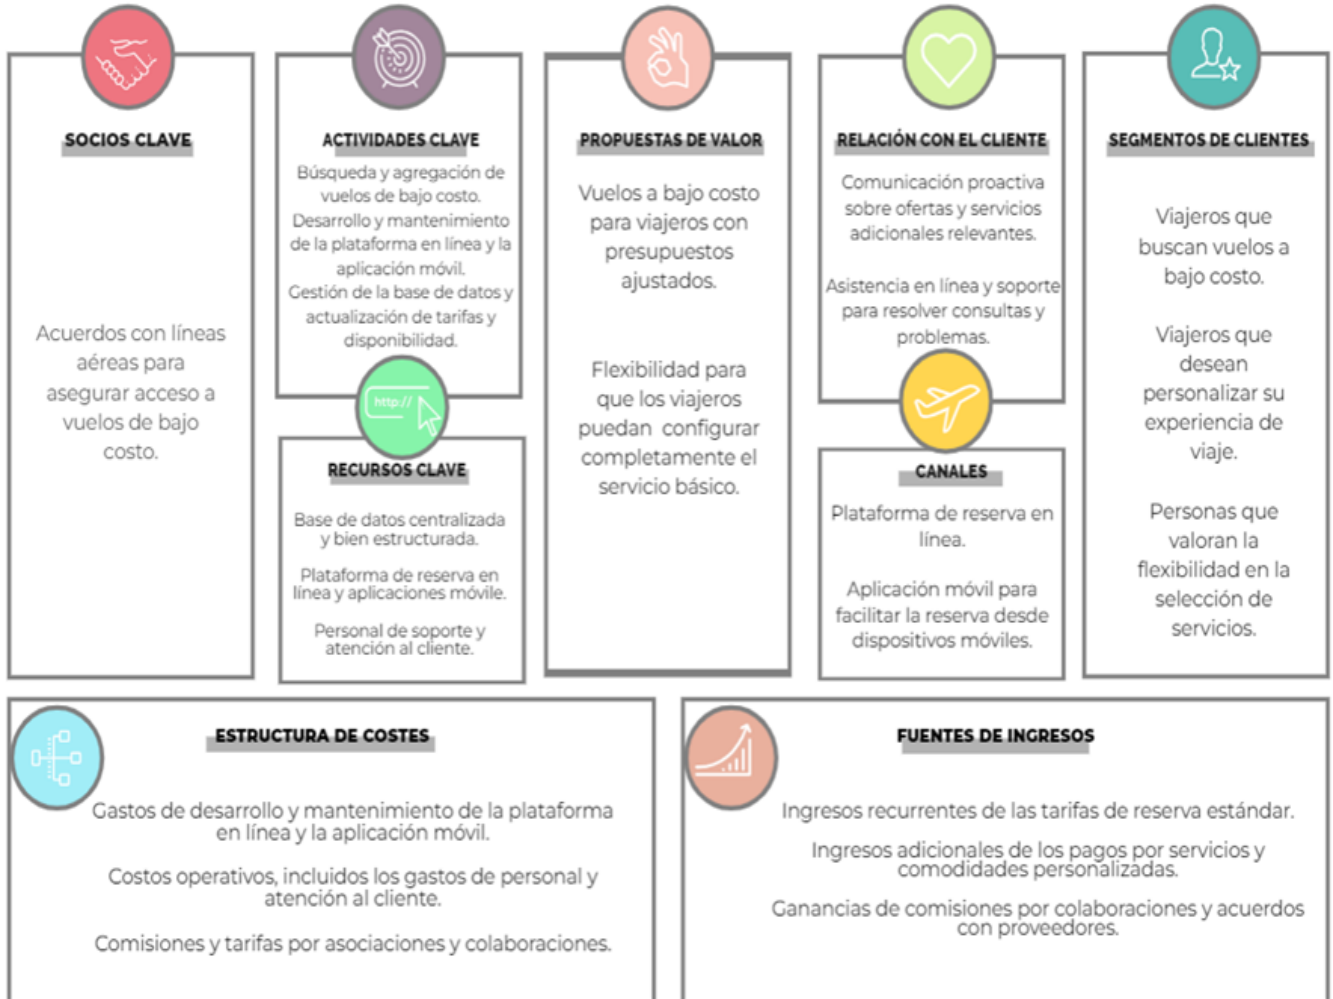 SOCIOS CLAVE
Acuerdos con líneas
aéreas para
asegurar acceso a
vuelos de bajo
costo.
ACTIVIDADES CLAVE
Búsqueda y agregación de
vuelos de bajo costo.
Desarrollo y mantenimiento
de la plataforma en línea y la
aplicación móvil.
Gestión de la base de datos y
actualización de tarifas y
disponibilidad.
http://
RECURSOS CLAVE
Base de datos centralizada
y bien estructurada.
Plataforma de reserva en
línea y aplicaciones móvile.
Personal de soporte y
atención al cliente.
PROPUESTAS DE VALOR
Vuelos a bajo costo
para viajeros con
presupuestos
ajustados.
Flexibilidad para
que los viajeros
puedan configurar
completamente el
servicio básico.
RELACIÓN CON EL CLIENTE
Comunicación proactiva
sobre ofertas y servicios
adicionales relevantes.
Asistencia en línea y soporte
para resolver consultas y
problemas.
CANALES
Plataforma de reserva en
línea.
Aplicación móvil para
facilitar la reserva desde
dispositivos móviles.
SEGMENTOS DE CLIENTES
Viajeros que
buscan vuelos a
bajo costo.
Viajeros que
desean
personalizar su
experiencia de
viaje.
Personas que
valoran la
flexibilidad en la
selección de
servicios.
ESTRUCTURA DE COSTES
Gastos de desarrollo y mantenimiento de la plataforma
en línea y la aplicación móvil.
Costos operativos, incluidos los gastos de personal y
atención al cliente.
Comisiones y tarifas por asociaciones y colaboraciones.
FUENTES DE INGRESOS
Ingresos recurrentes de las tarifas de reserva estándar.
Ingresos adicionales de los pagos por servicios y
comodidades personalizadas.
Ganancias de comisiones por colaboraciones y acuerdos
con proveedores.